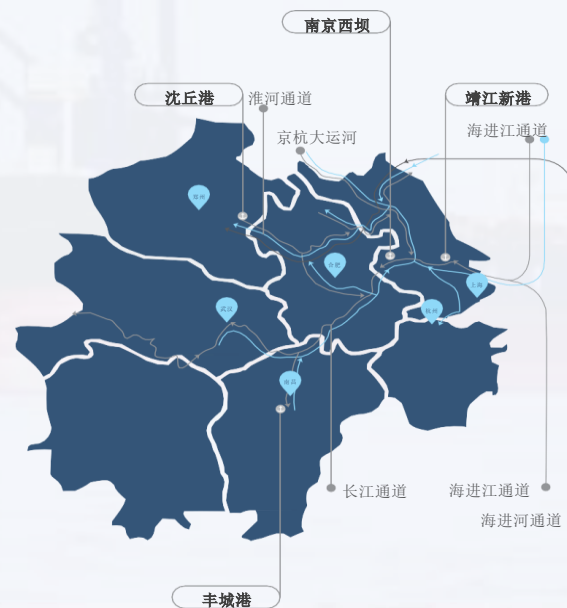 南京西坝
沈丘港
淮河通道
靖江新港
海进江通道
京杭大运河
郑州
合肥
上海
武汉
杭州
南昌
长江通道
海进江通道
海进河通道
丰城港